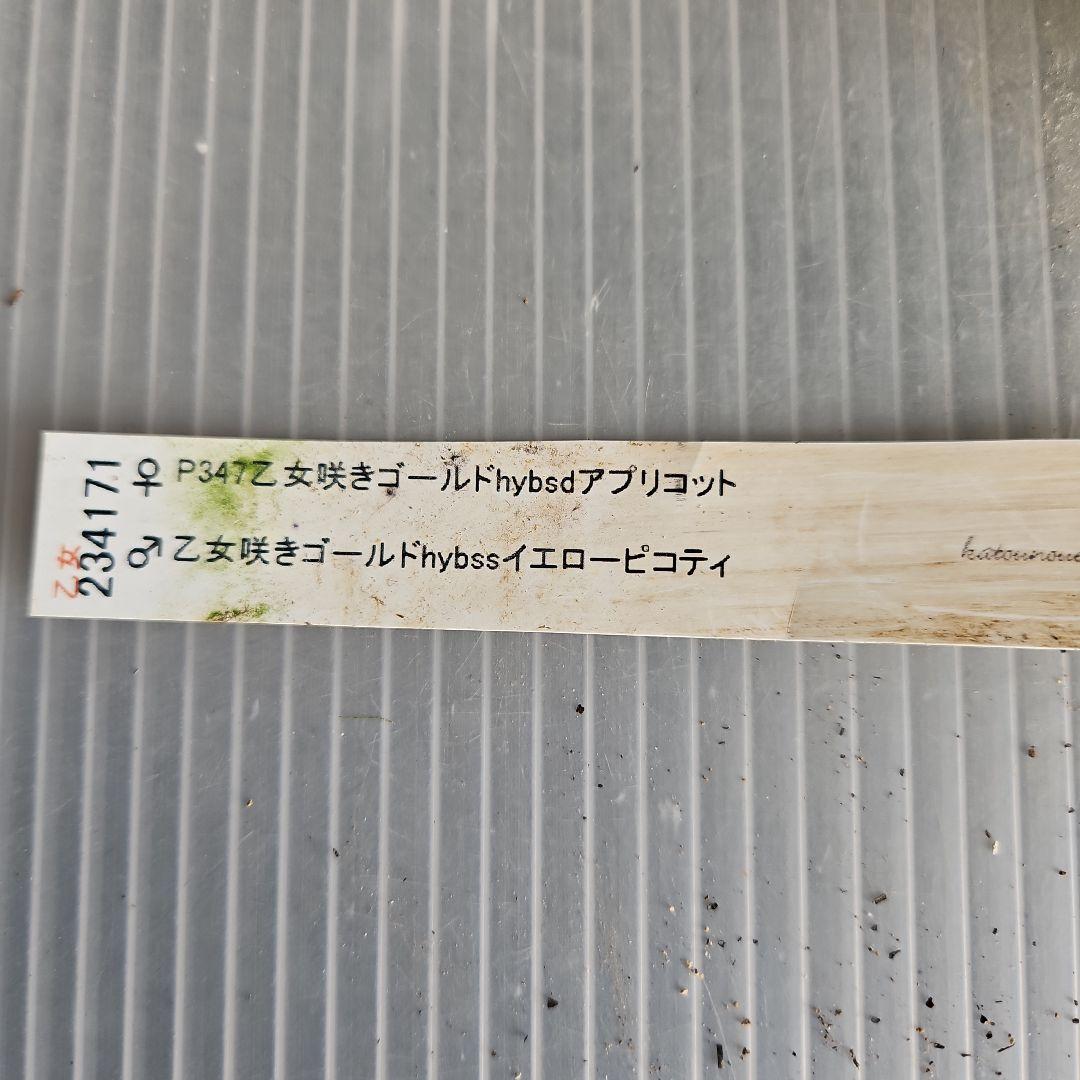 乙女
234171
♀ P347乙女咲きゴールドhybsdアプリコット
♂ 乙女咲きゴールドhybssイエローピコティ